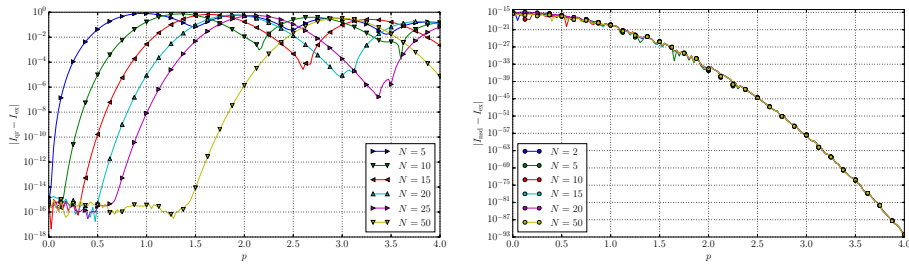 10^0
10^{-2}
10^{-4}
10^{-6}
10^{-8}
10^{-10}
10^{-12}
10^{-14}
10^{-16}
10^{-18}
|I_{qr} − I_{ex}|
0.0 0.5 1.0 1.5 2.0 2.5 3.0 3.5 4.0
p
N = 5
N = 10
N = 15
N = 20
N = 25
N = 50
10^{-15}
10^{-21}
10^{-27}
10^{-33}
10^{-39}
10^{-45}
10^{-51}
10^{-57}
10^{-63}
10^{-69}
10^{-75}
10^{-81}
10^{-87}
10^{-93}
0.0 0.5 1.0 1.5 2.0 2.5 3.0 3.5 4.0
p
N = 2
N = 5
N = 10
N = 15
N = 20
N = 50